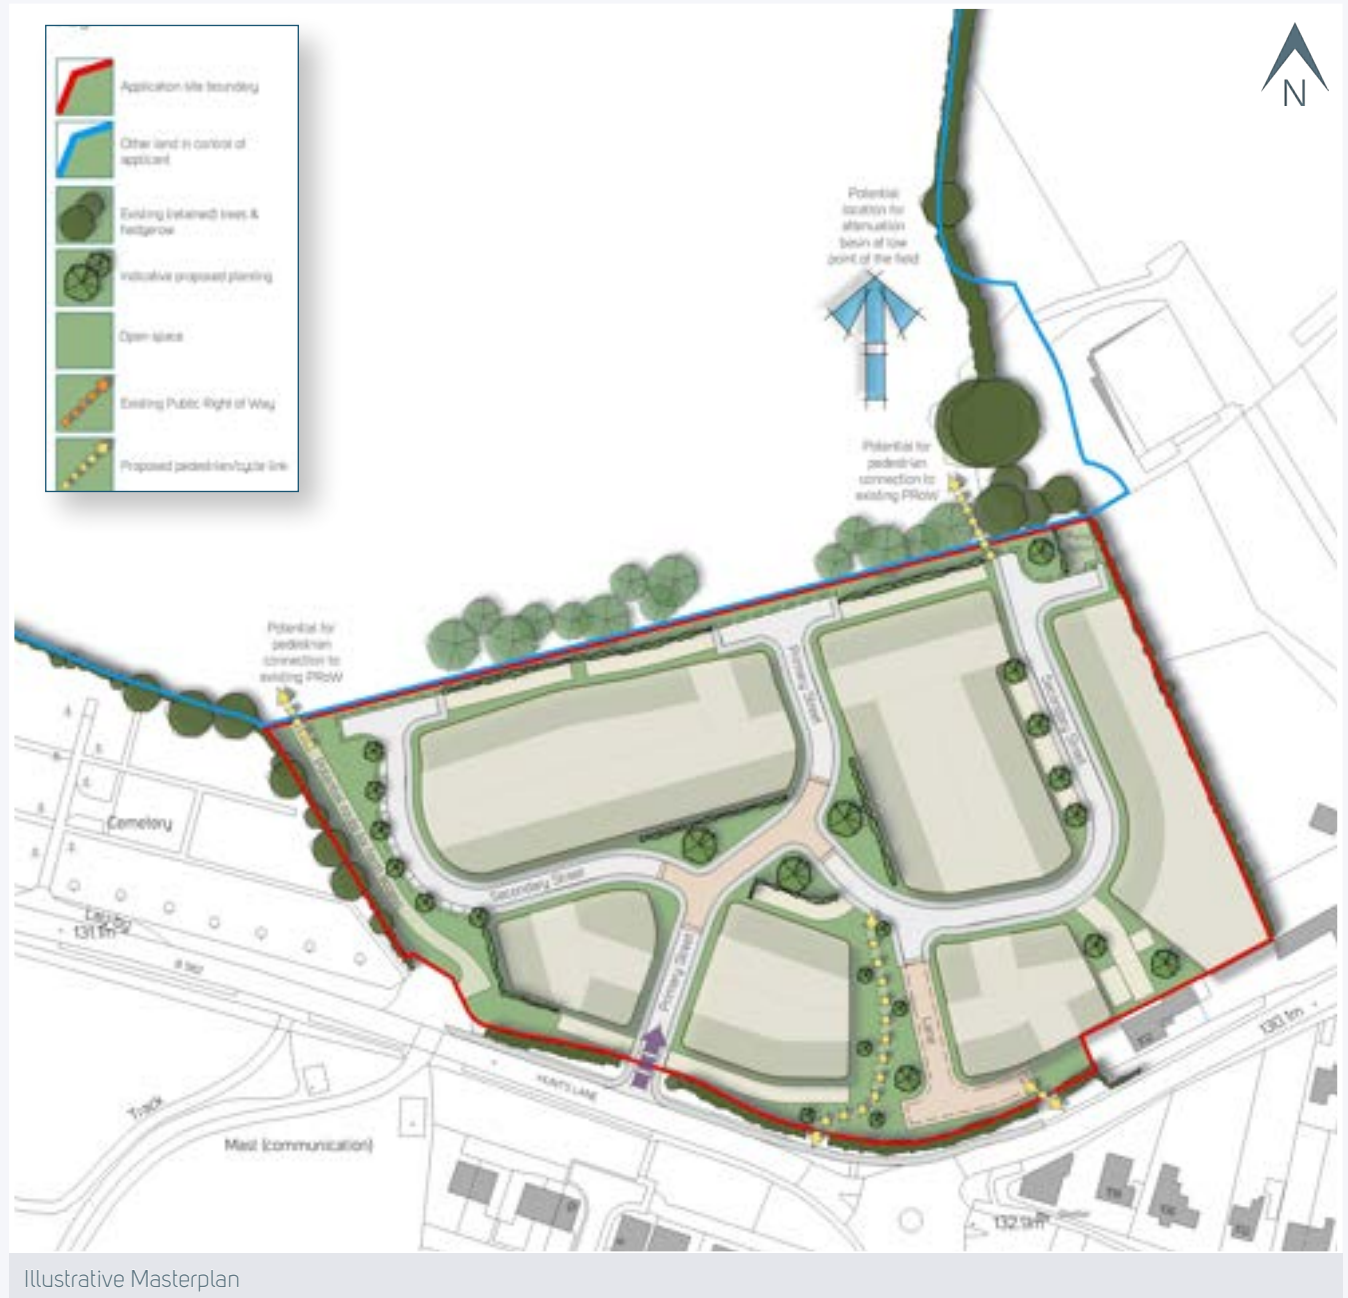 N
Application site boundary
Other land in control of
applicant
Existing (retained) trees &
hedgerow
Indicative proposed planting
Open space
Existing Public Right of Way
Proposed pedestrian/cycle link
Potential
location for
attenuation
basin at low
point of the field
Potential for
pedestrian
connection to
existing PRoW
Potential for
pedestrian
connection to
existing PRoW
Primary Street
Secondary Street
Cemetery
Secondary Street
Lay-by
131.1m
Primary Street
Lane
HUNTS LANE
130.1m
Track
Mast (communication)
132.9m
Illustrative Masterplan